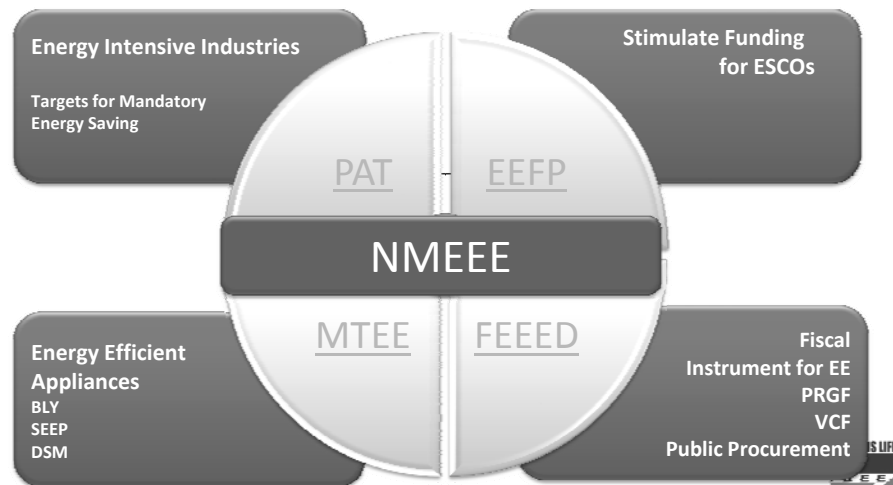 Energy Intensive Industries
Targets for Mandatory
Energy Saving
Stimulate Funding
for ESCOs
PAT
EEFP
NMEEE
MTEE
FEEED
Energy Efficient
Appliances
BLY
SEEP
DSM
Fiscal
Instrument for EE
PRGF
VCF
Public Procurement